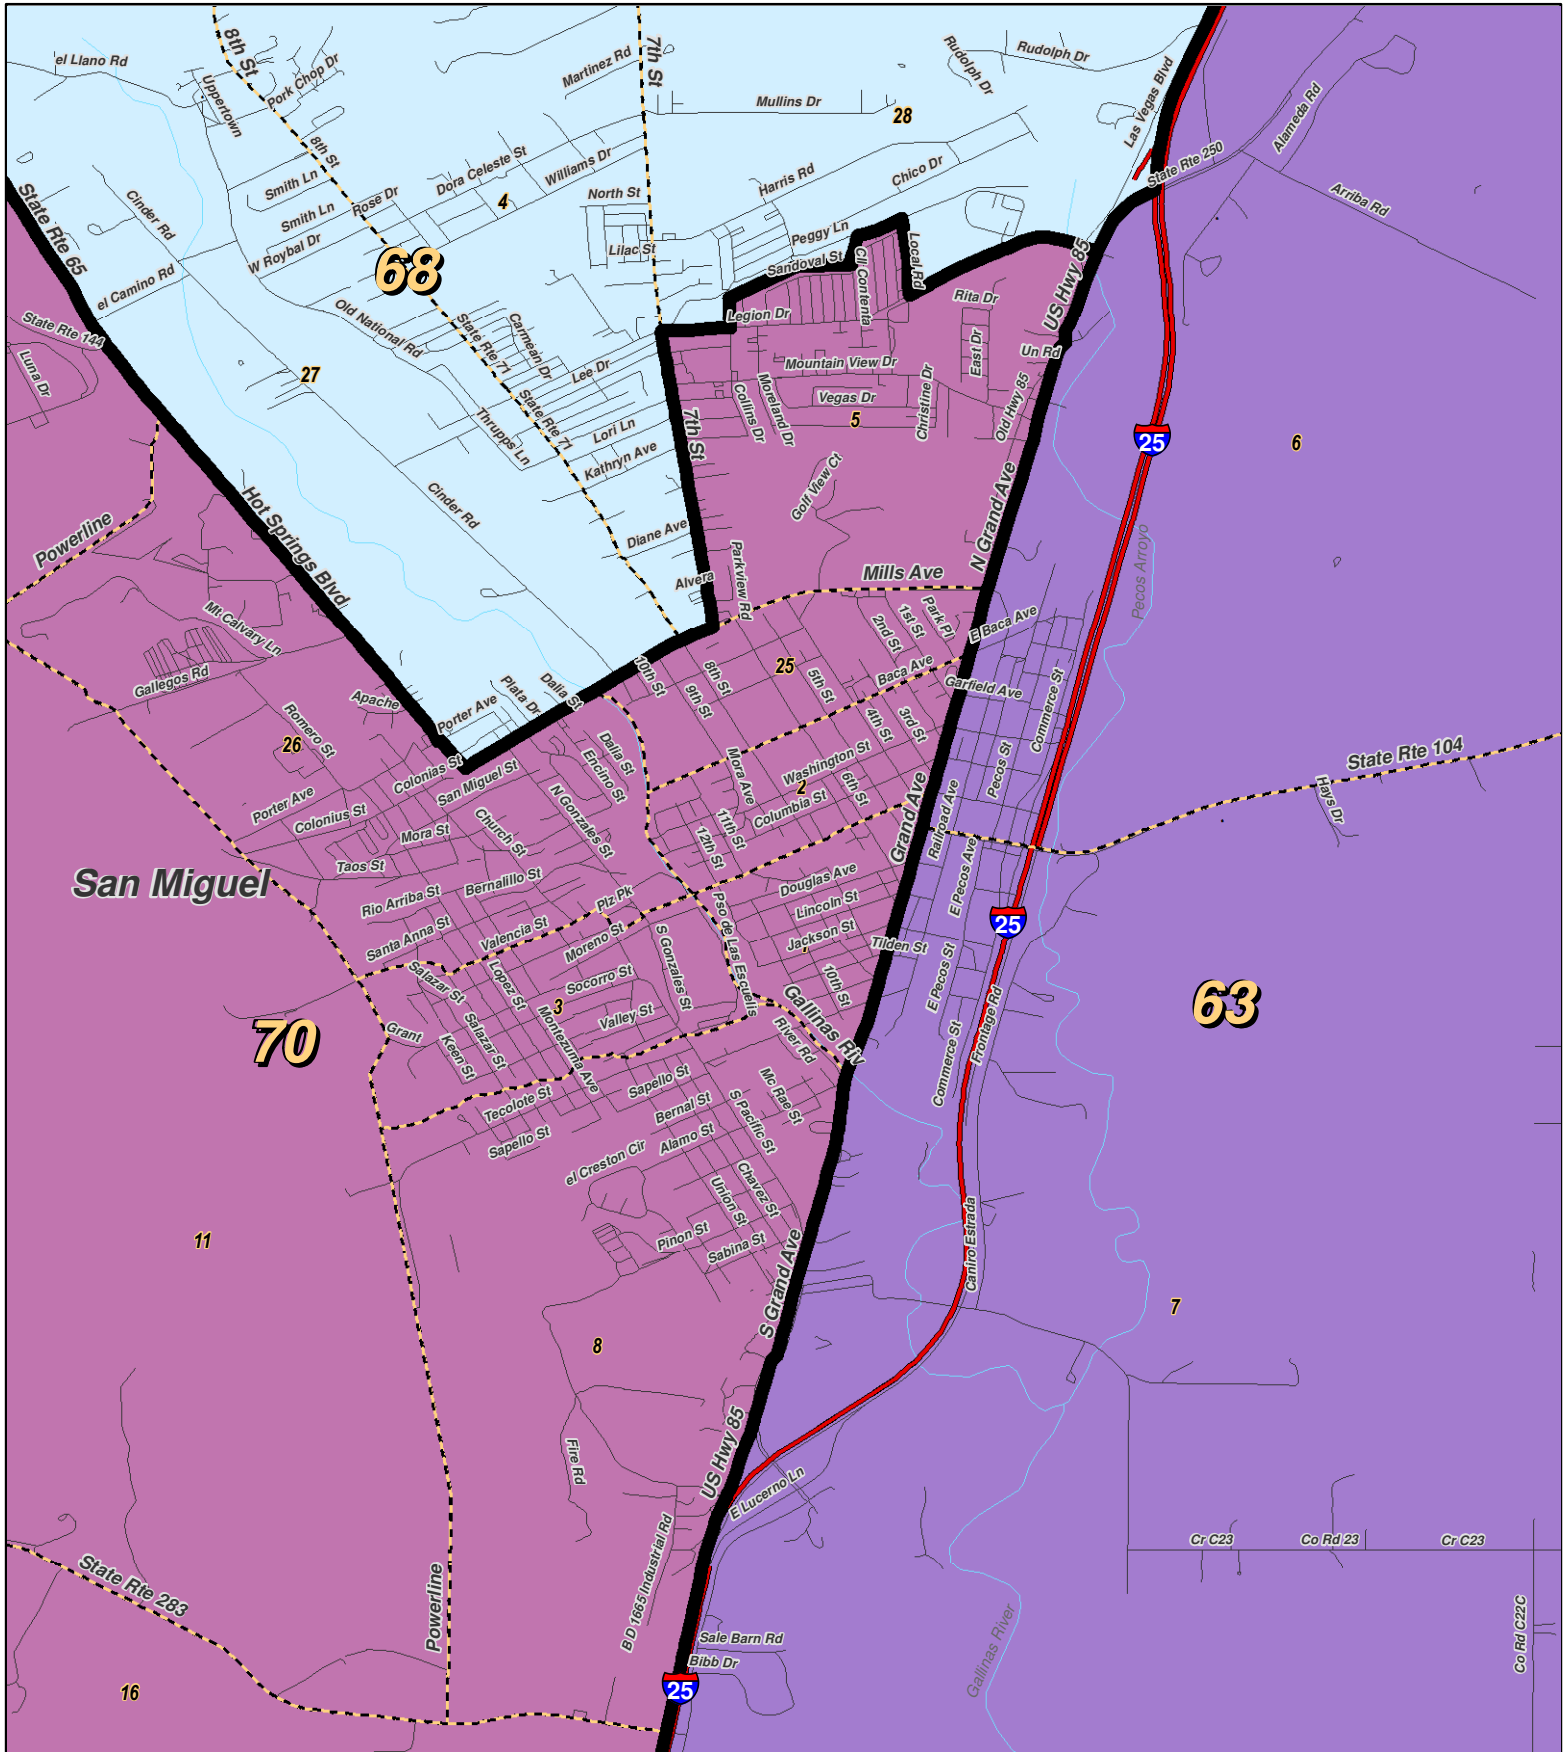 el Llano Rd
8th St
Uppertown
Pork Chop Dr
Martinez Rd
7th St
Mullins Dr
Rudolph Dr
Rudolph Dr
Las Vegas Blvd
28
State Rte 250
Alameda Rd
Arriba Rd
State Rte 65
Cinder Rd
8th St
Smith Ln
Smith Ln
Rose Dr
Dora Celeste St
Williams Dr
4
North St
Harris Rd
Chico Dr
W Roybal Dr
68
Lilac St
Peggy Ln
Sandoval St
Cll Contenta
Local Rd
US Hwy 85
el Camino Rd
State Rte 144
Luna Dr
Old National Rd
State Rte 71
Carmean Dr
Lee Dr
Legion Dr
Rita Dr
27
Mountain View Dr
East Dr
Un Rd
State Rte 71
Thrupps Ln
Lori Ln
Kathryn Ave
7th St
Collins Dr
Moreland Dr
Vegas Dr
5
Christine Dr
Old Hwy 85
25
6
Golf View Ct
Hot Springs Blvd
Powerline
Cinder Rd
Diane Ave
Alvera
Parkview Rd
Mills Ave
N Grand Ave
Pecos Arroyo
Mt Calvary Ln
Gallegos Rd
Apache
Porter Ave
Plata Dr
Dalia St
10th St
8th St
9th St
25
5th St
2nd St
1st St
Park Pl
E Baca Ave
Baca Ave
Garfield Ave
4th St
3rd St
Commerce St
26
Romero St
Porter Ave
Colonius St
Colonias St
San Miguel St
Dalia St
Encino St
Mora Ave
Washington St
2
6th St
Columbia St
Pecos St
State Rte 104
Hays Dr
Mora St
Church St
N Gonzales St
11th St
12th St
Grand Ave
Railroad Ave
San Miguel
Taos St
Rio Arriba St
Bernalillo St
Plz Pk
Douglas Ave
Lincoln St
Jackson St
E Pecos Ave
25
Tilden St
Santa Anna St
Valencia St
Moreno St
S Gonzales St
Pso de Las Escuelis
10th St
E Pecos St
Salazar St
Lopez St
Socorro St
3
Valley St
Gallinas Riv
River Rd
Frontage Rd
63
70
Grant
Keen St
Salazar St
Montezuma Ave
Commerce St
Tecolote St
Sapello St
Sapello St
Bernal St
Alamo St
S Pacific St
Mc Rae St
el Creston Cir
Union St
Chavez St
Pinon St
Sabina St
11
S Grand Ave
Caniro Estrada
7
8
Fire Rd
US Hwy 85
E Lucerno Ln
B D 1665 Industrial Rd
Cr C23
Co Rd 23
Cr C23
State Rte 283
Powerline
Sale Barn Rd
Bibb Dr
25
Gallinas River
Co Rd C22C
16